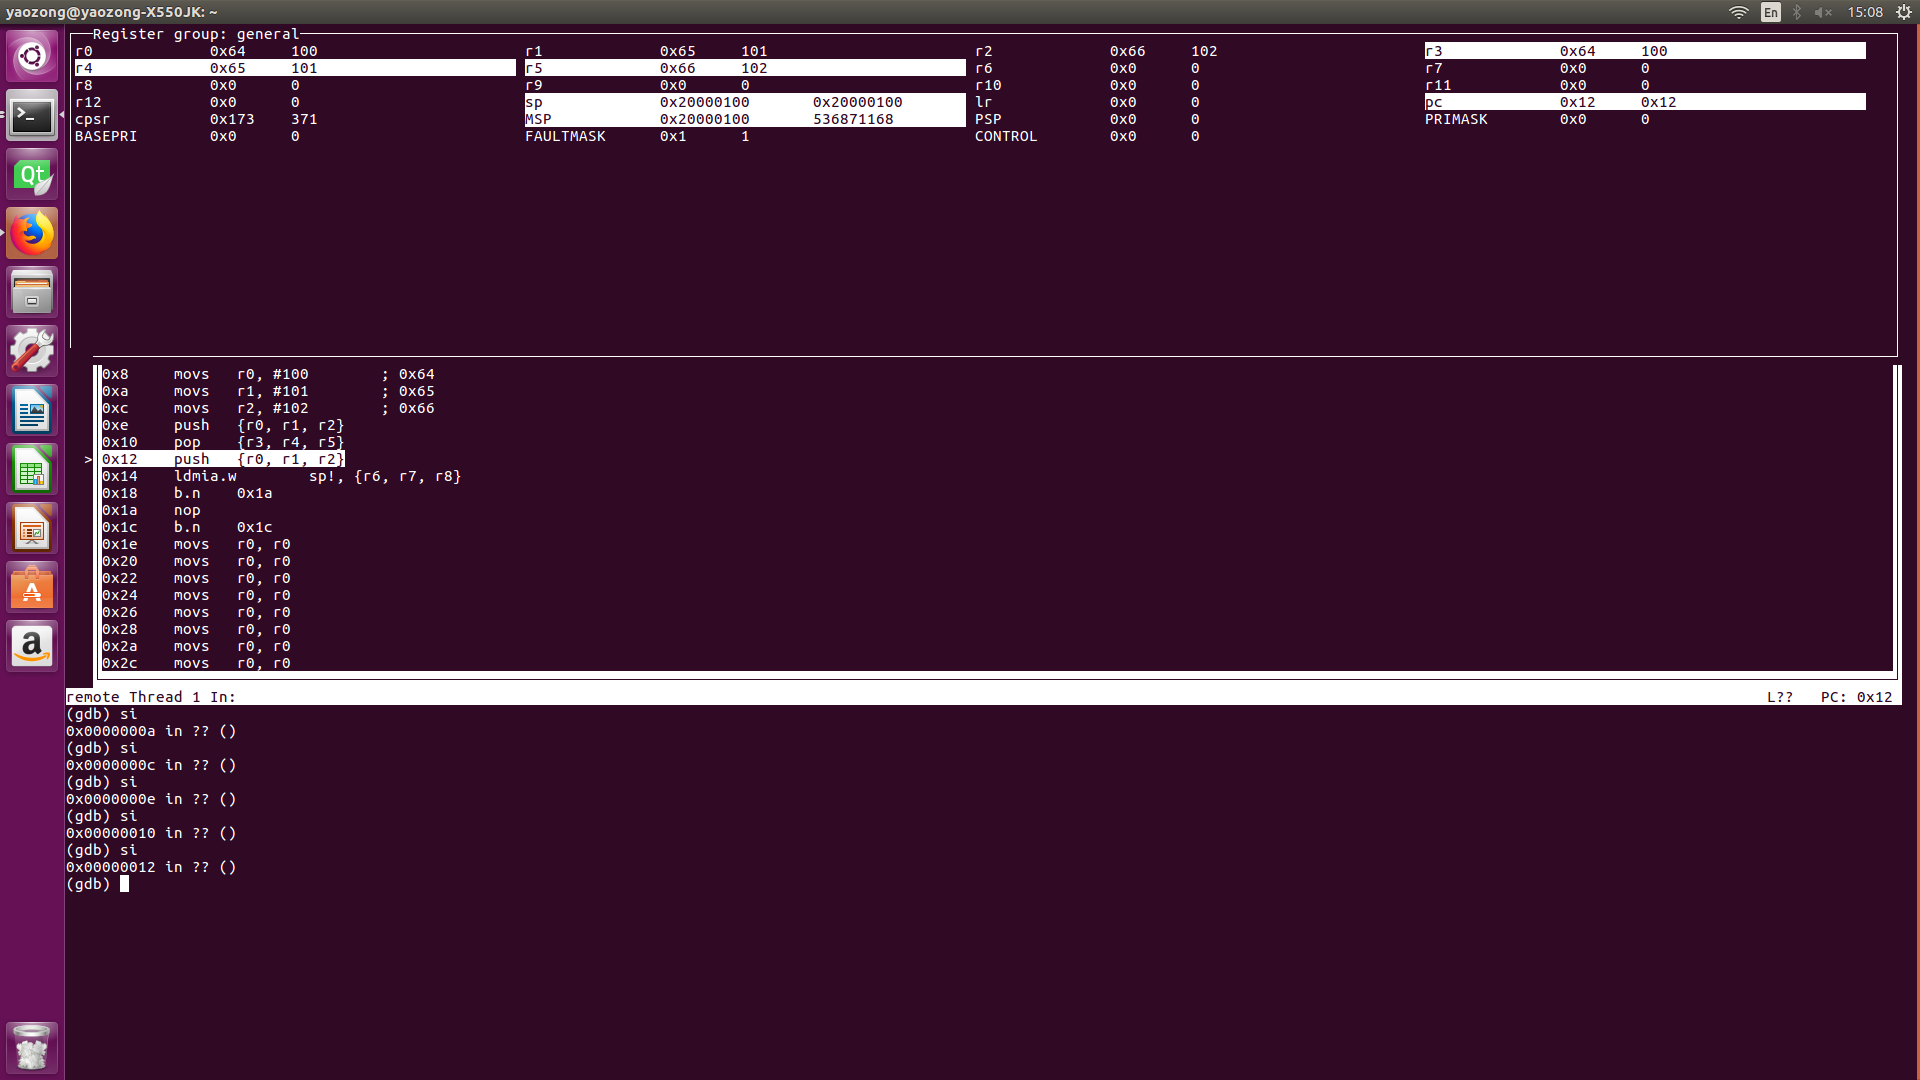 yaozong@yaozong-X550JK: ~ En 15:08
Register group: general
r0 0x64 100 r1 0x65 101 r2 0x66 102 r3 0x64 100
r4 0x65 101 r5 0x66 102 r6 0x0 0 r7 0x0 0
r8 0x0 0 r9 0x0 0 r10 0x0 0 r11 0x0 0
r12 0x0 0 sp 0x20000100 0x20000100 lr 0x0 0 pc 0x12 0x12
cpsr 0x173 371 MSP 0x20000100 536871168 PSP 0x0 0 PRIMASK 0x0 0
BASEPRI 0x0 0 FAULTMASK 0x1 1 CONTROL 0x0 0
0x8 movs r0, #100 ; 0x64
0xa movs r1, #101 ; 0x65
0xc movs r2, #102 ; 0x66
0xe push {r0, r1, r2}
0x10 pop {r3, r4, r5}
>0x12 push {r0, r1, r2}
0x14 ldmia.w sp!, {r6, r7, r8}
0x18 b.n 0x1a
0x1a nop
0x1c b.n 0x1c
0x1e movs r0, r0
0x20 movs r0, r0
0x22 movs r0, r0
0x24 movs r0, r0
0x26 movs r0, r0
0x28 movs r0, r0
0x2a movs r0, r0
0x2c movs r0, r0
remote Thread 1 In: L?? PC: 0x12
(gdb) si
0x0000000a in ?? ()
(gdb) si
0x0000000c in ?? ()
(gdb) si
0x0000000e in ?? ()
(gdb) si
0x00000010 in ?? ()
(gdb) si
0x00000012 in ?? ()
(gdb)
Qt
A
a